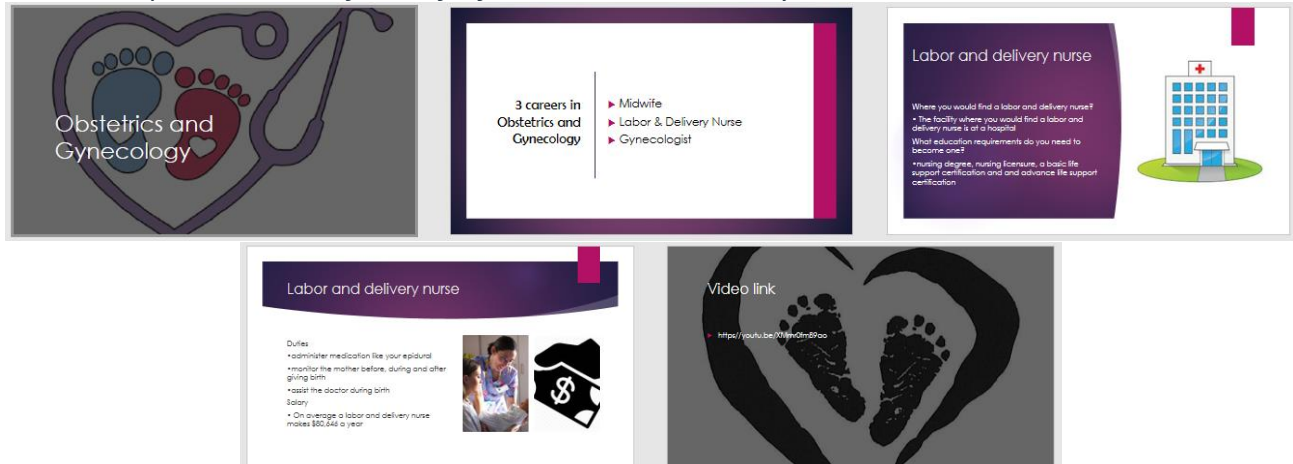 Obstetrics and
Gynecology
3 careers in
Obstetrics and
Gynecology
▶ Midwife
▶ Labor & Delivery Nurse
▶ Gynecologist
Labor and delivery nurse
Where you would find a labor and delivery nurse?
• The facility where you would find a labor and
delivery nurse is at a hospital
What education requirements do you need to
become one?
•nursing degree, nursing licensure, a basic life
support certification and and advance life support
certification
Labor and delivery nurse
Duties
•administer medication like your epidural
•monitor the mother before, during and after
giving birth
•assist the doctor during birth
Salary
• On average a labor and delivery nurse
makes $80,646 a year
$
Video link